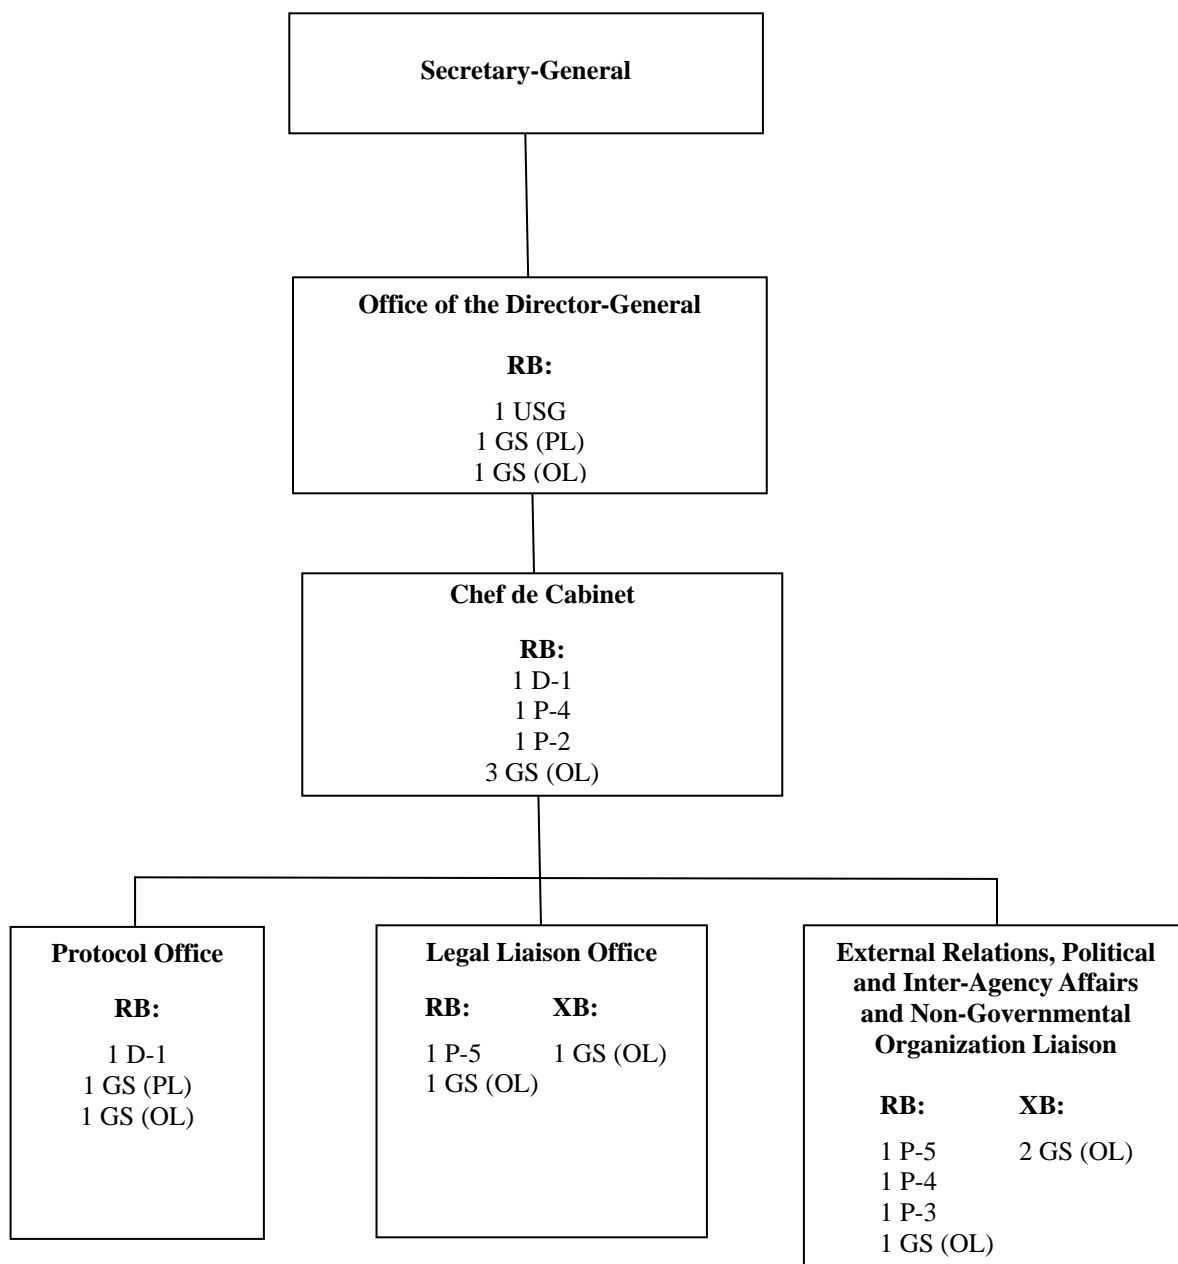 Secretary-General
Office of the Director-General
RB:
1 USG
1 GS (PL)
1 GS (OL)
Chef de Cabinet
RB:
1 D-1
1 P-4
1 P-2
3 GS (OL)
Protocol Office
RB:
1 D-1
1 GS (PL)
1 GS (OL)
Legal Liaison Office
RB: XB:
1 P-5 1 GS (OL)
1 GS (OL)
External Relations, Political
and Inter-Agency Affairs
and Non-Governmental
Organization Liaison
RB: XB:
1 P-5 2 GS (OL)
1 P-4
1 P-3
1 GS (OL)